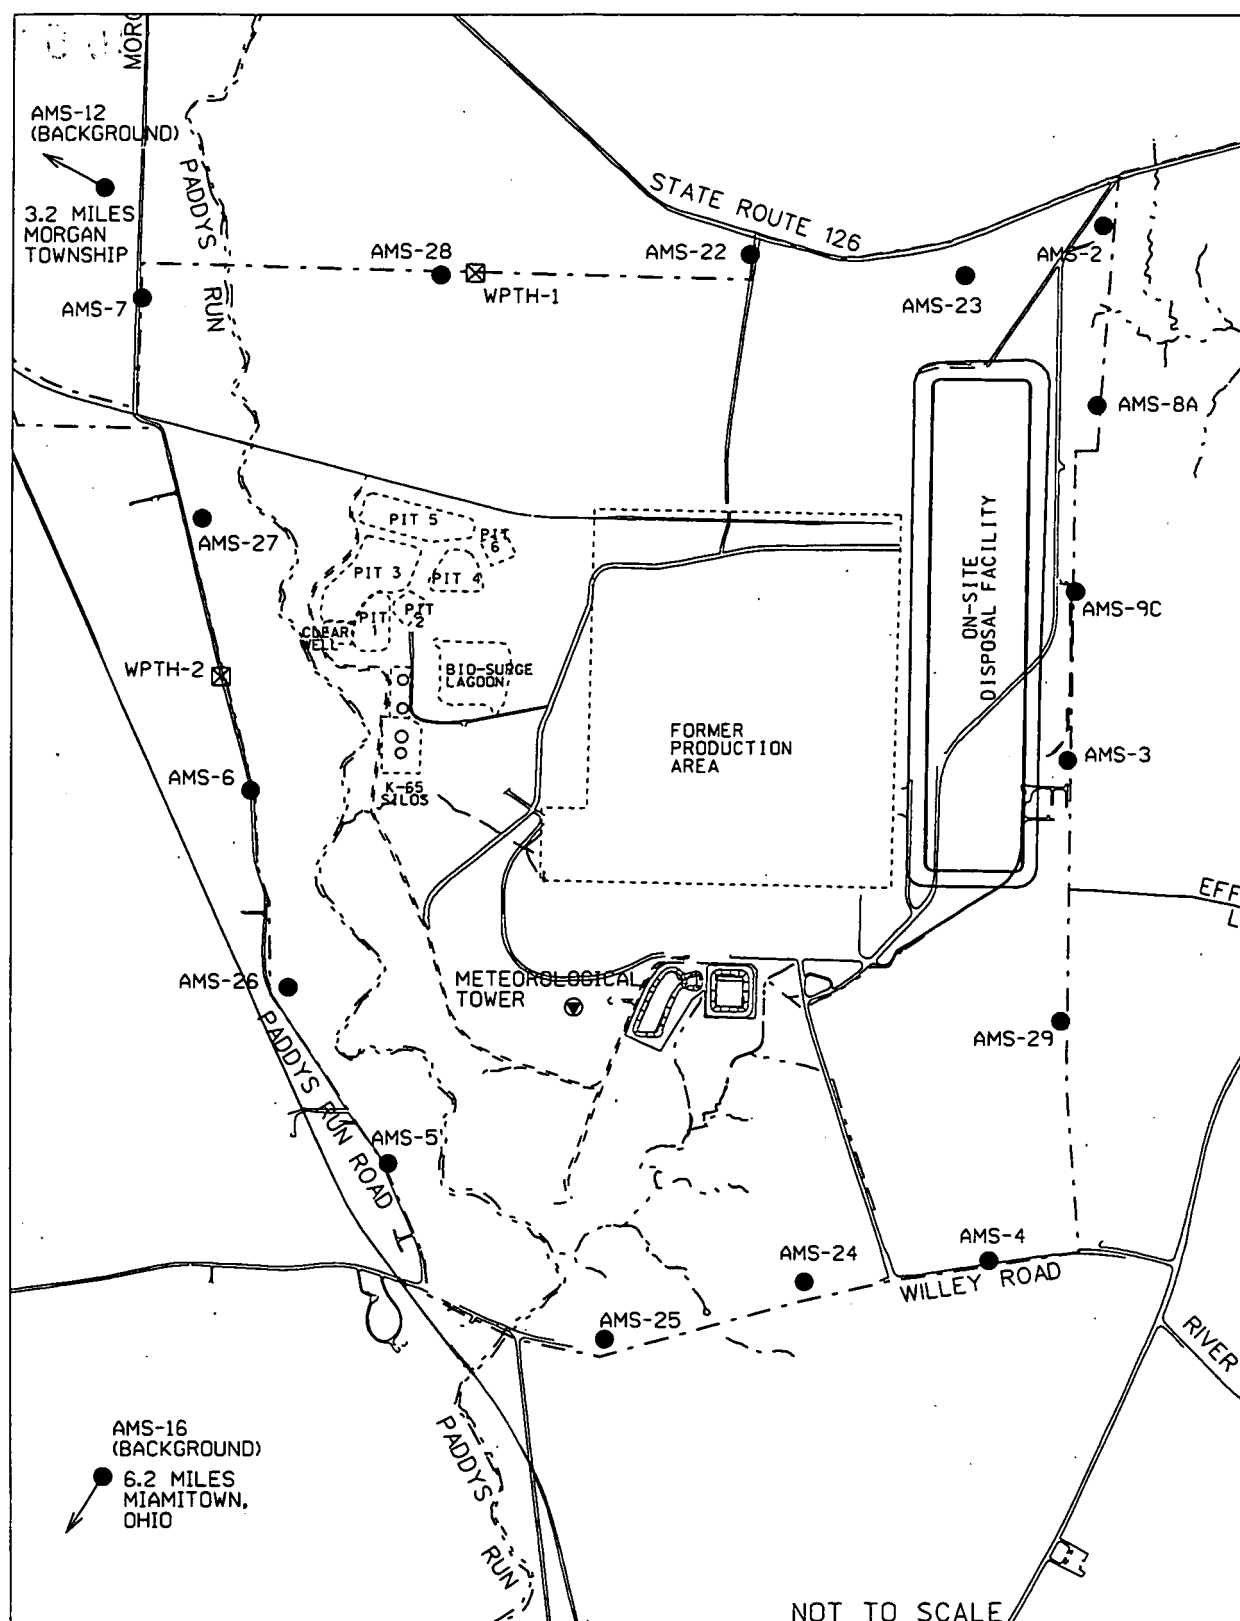 MORG
AMS-12
(BACKGROUND)
3.2 MILES
MORGAN
TOWNSHIP
PADDYS RUN
STATE ROUTE 126
AMS-28
WPTH-1
AMS-22
AMS-2
AMS-23
AMS-7
AMS-8A
AMS-27
PIT 5
PIT
6
PIT 3
PIT 4
PIT
1
PIT
2
CLEAR
WELL
ON-SITE
DISPOSAL FACILITY
AMS-9C
WPTH-2
BIO-SURGE
LAGOON
FORMER
PRODUCTION
AREA
AMS-3
AMS-6
K-65
SILOS
EFF
L
AMS-26
METEOROLOGICAL
TOWER
AMS-29
PADDYS RUN ROAD
AMS-5
AMS-24
AMS-4
WILLEY ROAD
AMS-25
RIVER
AMS-16
(BACKGROUND)
6.2 MILES
MIAMITOWN,
OHIO
PADDYS RUN
NOT TO SCALE